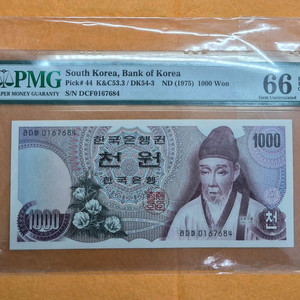 PMG
PAPER MONEY GUARANTY
South Korea, Bank of Korea
Pick# 44 K&C53.3 / DK54-3 ND (1975) 1000 Won
S/N DCF0167684
66
Gem Uncirculated
라다마 0167684
1000
한국은행권
천 원
한국은행
1000
라다마 0167684
천